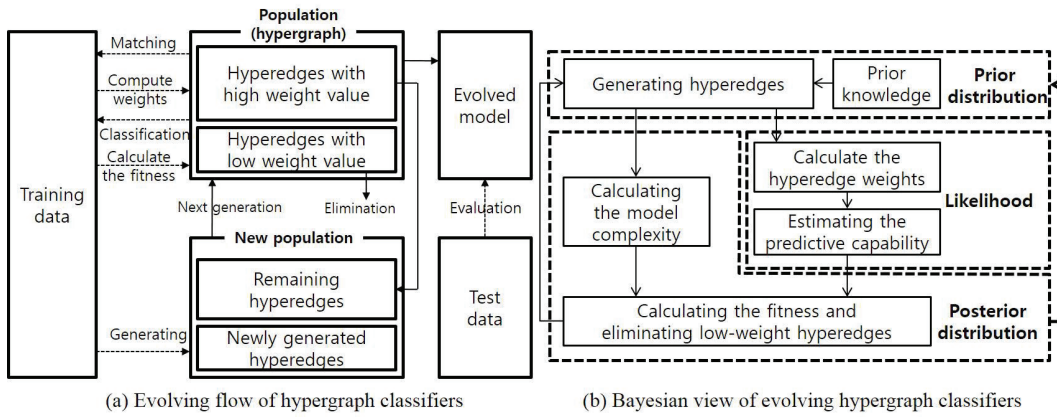 Population
(hypergraph)
Matching
Compute
weights
Classification
Calculate
the fitness
Training
data
Hyperedges with
high weight value
Hyperedges with
low weight value
Next generation
Elimination
New population
Remaining
hyperedges
Generating
Newly generated
hyperedges
Evolved
model
Evaluation
Test
data
(a) Evolving flow of hypergraph classifiers
Generating hyperedges
Prior
knowledge
Prior
distribution
Calculating
the model
complexity
Calculate the
hyperedge weights
Likelihood
Estimating the
predictive capability
Calculating the fitness and
eliminating low-weight hyperedges
Posterior
distribution
(b) Bayesian view of evolving hypergraph classifiers